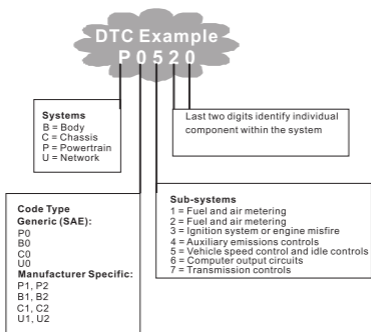 DTC Example
P 0 5 2 0
Systems
B = Body
C = Chassis
P = Powertrain
U = Network
Last two digits identify individual
component within the system
Code Type
Generic (SAE):
P0
B0
C0
U0
Manufacturer Specific:
P1, P2
B1, B2
C1, C2
U1, U2
Sub-systems
1 = Fuel and air metering
2 = Fuel and air metering
3 = Ignition system or engine misfire
4 = Auxiliary emissions controls
5 = Vehicle speed control and idle controls
6 = Computer output circuits
7 = Transmission controls